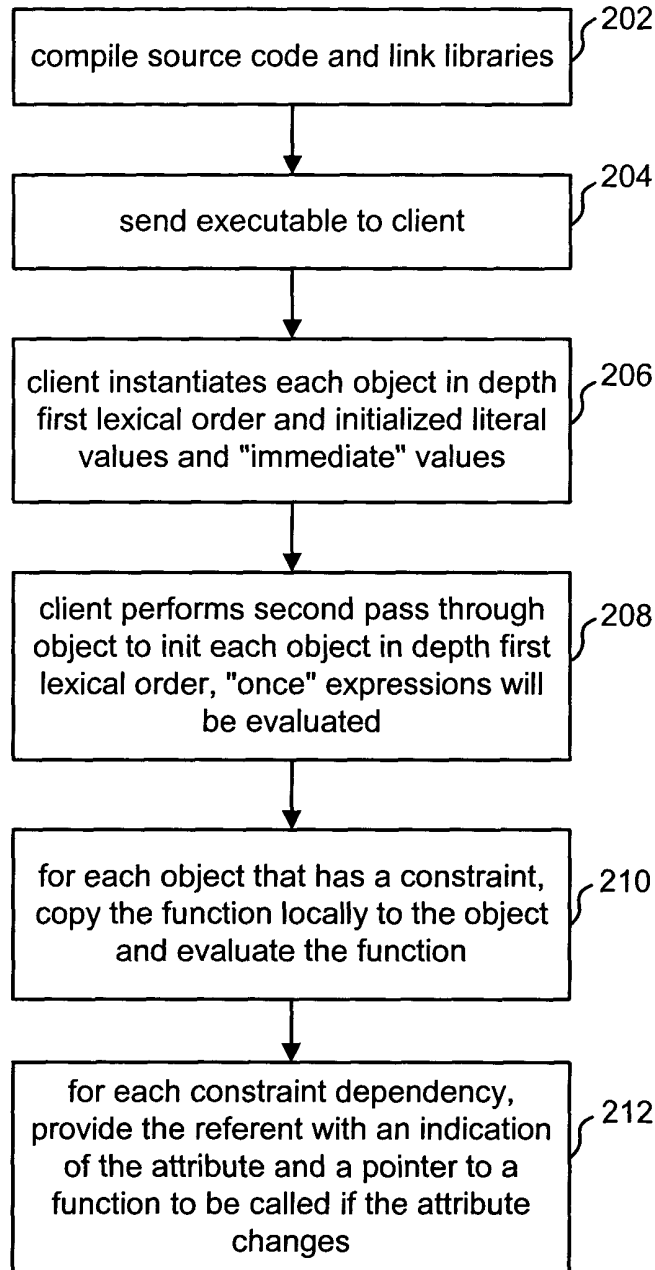 202
compile source code and link libraries
204
send executable to client
206
client instantiates each object in depth
first lexical order and initialized literal
values and "immediate" values
208
client performs second pass through
object to init each object in depth first
lexical order, "once" expressions will
be evaluated
210
for each object that has a constraint,
copy the function locally to the object
and evaluate the function
212
for each constraint dependency,
provide the referent with an indication
of the attribute and a pointer to a
function to be called if the attribute
changes